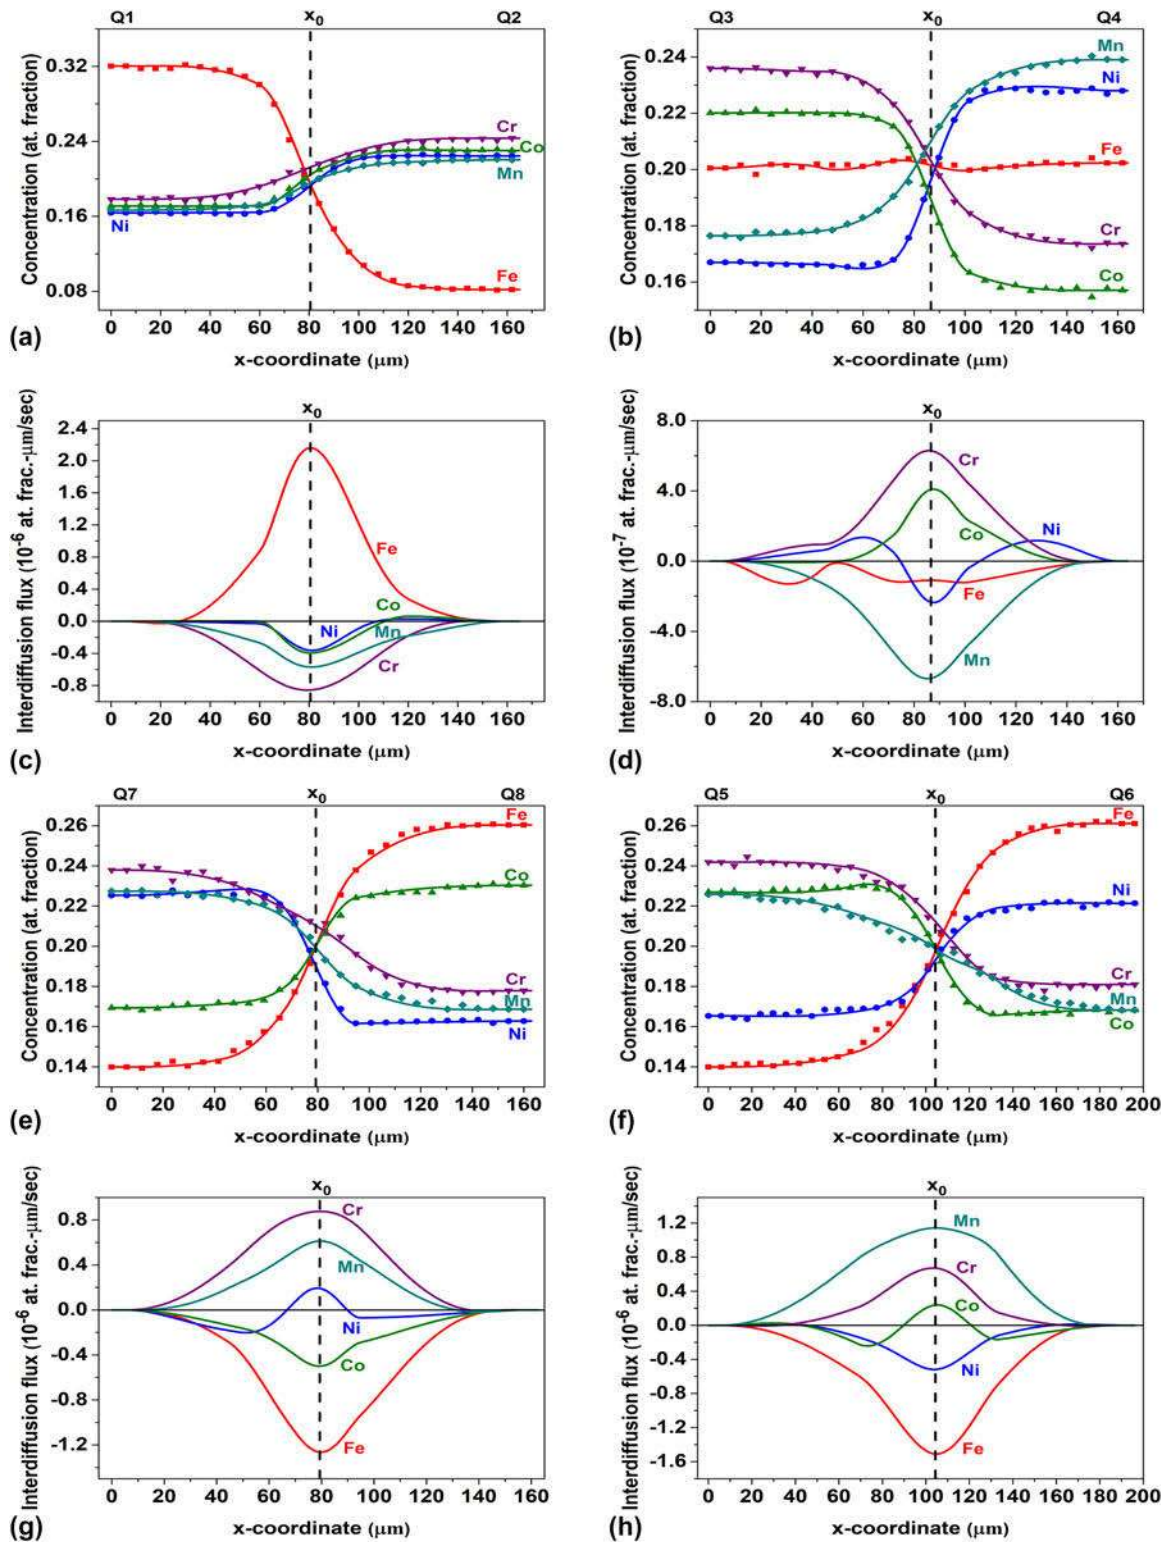 Q1 x0 Q2
Concentration (at. fraction)
0.32
0.24
0.16
0.08
Cr
Co
Mn
Ni
Fe
0 20 40 60 80 100 120 140 160
(a)
x-coordinate (μm)
Q3 x0 Q4
Concentration (at. fraction)
0.24
0.22
0.20
0.18
0.16
Mn
Ni
Fe
Cr
Co
0 20 40 60 80 100 120 140 160
(b)
x-coordinate (μm)
x0
Interdiffusion flux (10-6 at. frac.-μm/sec)
2.4
2.0
1.6
1.2
0.8
0.4
0.0
-0.4
-0.8
Fe
Co
Ni
Mn
Cr
0 20 40 60 80 100 120 140 160
(c)
x-coordinate (μm)
x0
Interdiffusion flux (10-7 at. frac.-μm/sec)
8.0
4.0
0.0
-4.0
-8.0
Cr
Ni
Co
Fe
Mn
0 20 40 60 80 100 120 140 160
(d)
x-coordinate (μm)
Q7 x0 Q8
Concentration (at. fraction)
0.26
0.24
0.22
0.20
0.18
0.16
0.14
Fe
Co
Cr
Mn
Ni
0 20 40 60 80 100 120 140 160
(e)
x-coordinate (μm)
Q5 x0 Q6
Concentration (at. fraction)
0.26
0.24
0.22
0.20
0.18
0.16
0.14
Fe
Ni
Cr
Mn
Co
0 20 40 60 80 100 120 140 160 180 200
(f)
x-coordinate (μm)
x0
Interdiffusion flux (10-6 at. frac.-μm/sec)
0.8
0.4
0.0
-0.4
-0.8
-1.2
Cr
Mn
Ni
Co
Fe
0 20 40 60 80 100 120 140 160
(g)
x-coordinate (μm)
x0
Interdiffusion flux (10-6 at. frac.-μm/sec)
1.2
0.8
0.4
0.0
-0.4
-0.8
-1.2
-1.6
Mn
Cr
Co
Ni
Fe
0 20 40 60 80 100 120 140 160 180 200
(h)
x-coordinate (μm)